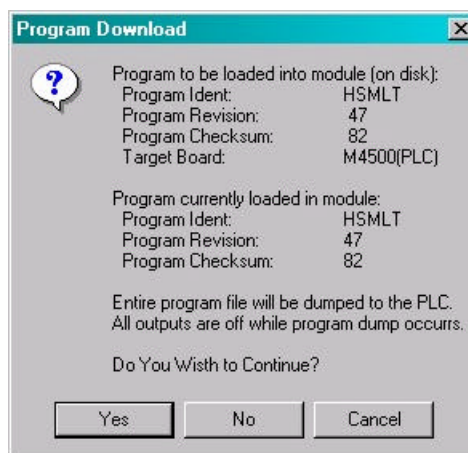 Program Download
Program to be loaded into module (on disk):
Program Ident: HSMLT
Program Revision: 47
Program Checksum: 82
Target Board: M4500(PLC)
Program currently loaded in module:
Program Ident: HSMLT
Program Revision: 47
Program Checksum: 82
Entire program file will be dumped to the PLC.
All outputs are off while program dump occurrs.
Do You Wisth to Continue?
Yes No Cancel